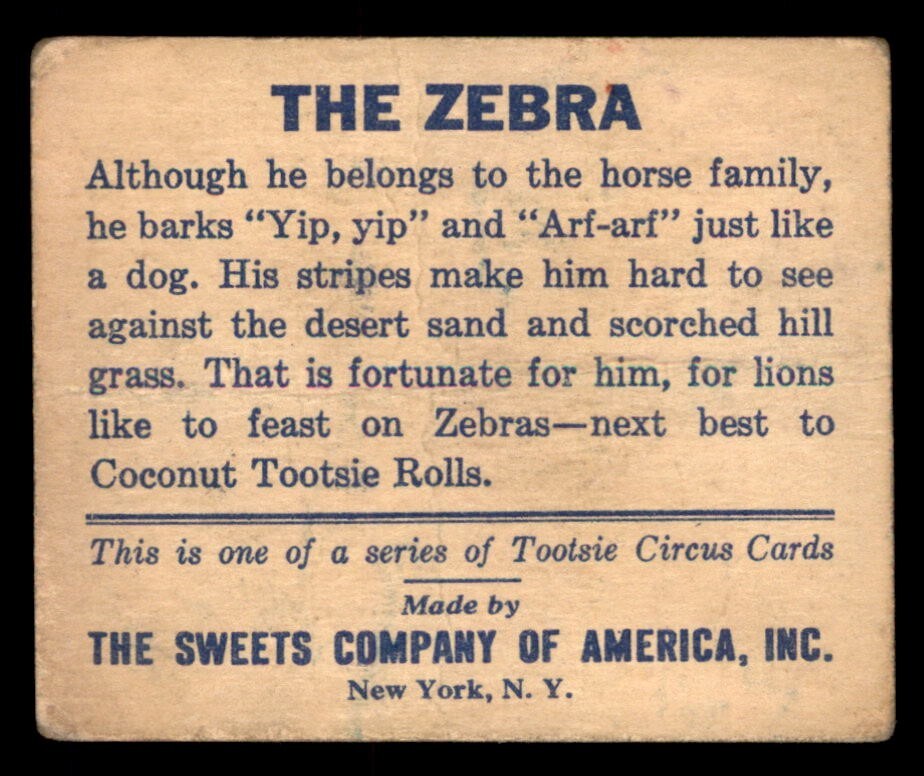 THE ZEBRA
Although he belongs to the horse family,
he barks “Yip, yip” and “Arf-arf” just like
a dog. His stripes make him hard to see
against the desert sand and scorched hill
grass. That is fortunate for him, for lions
like to feast on Zebras—next best to
Coconut Tootsie Rolls.
This is one of a series of Tootsie Circus Cards
Made by
THE SWEETS COMPANY OF AMERICA, INC.
New York, N. Y.